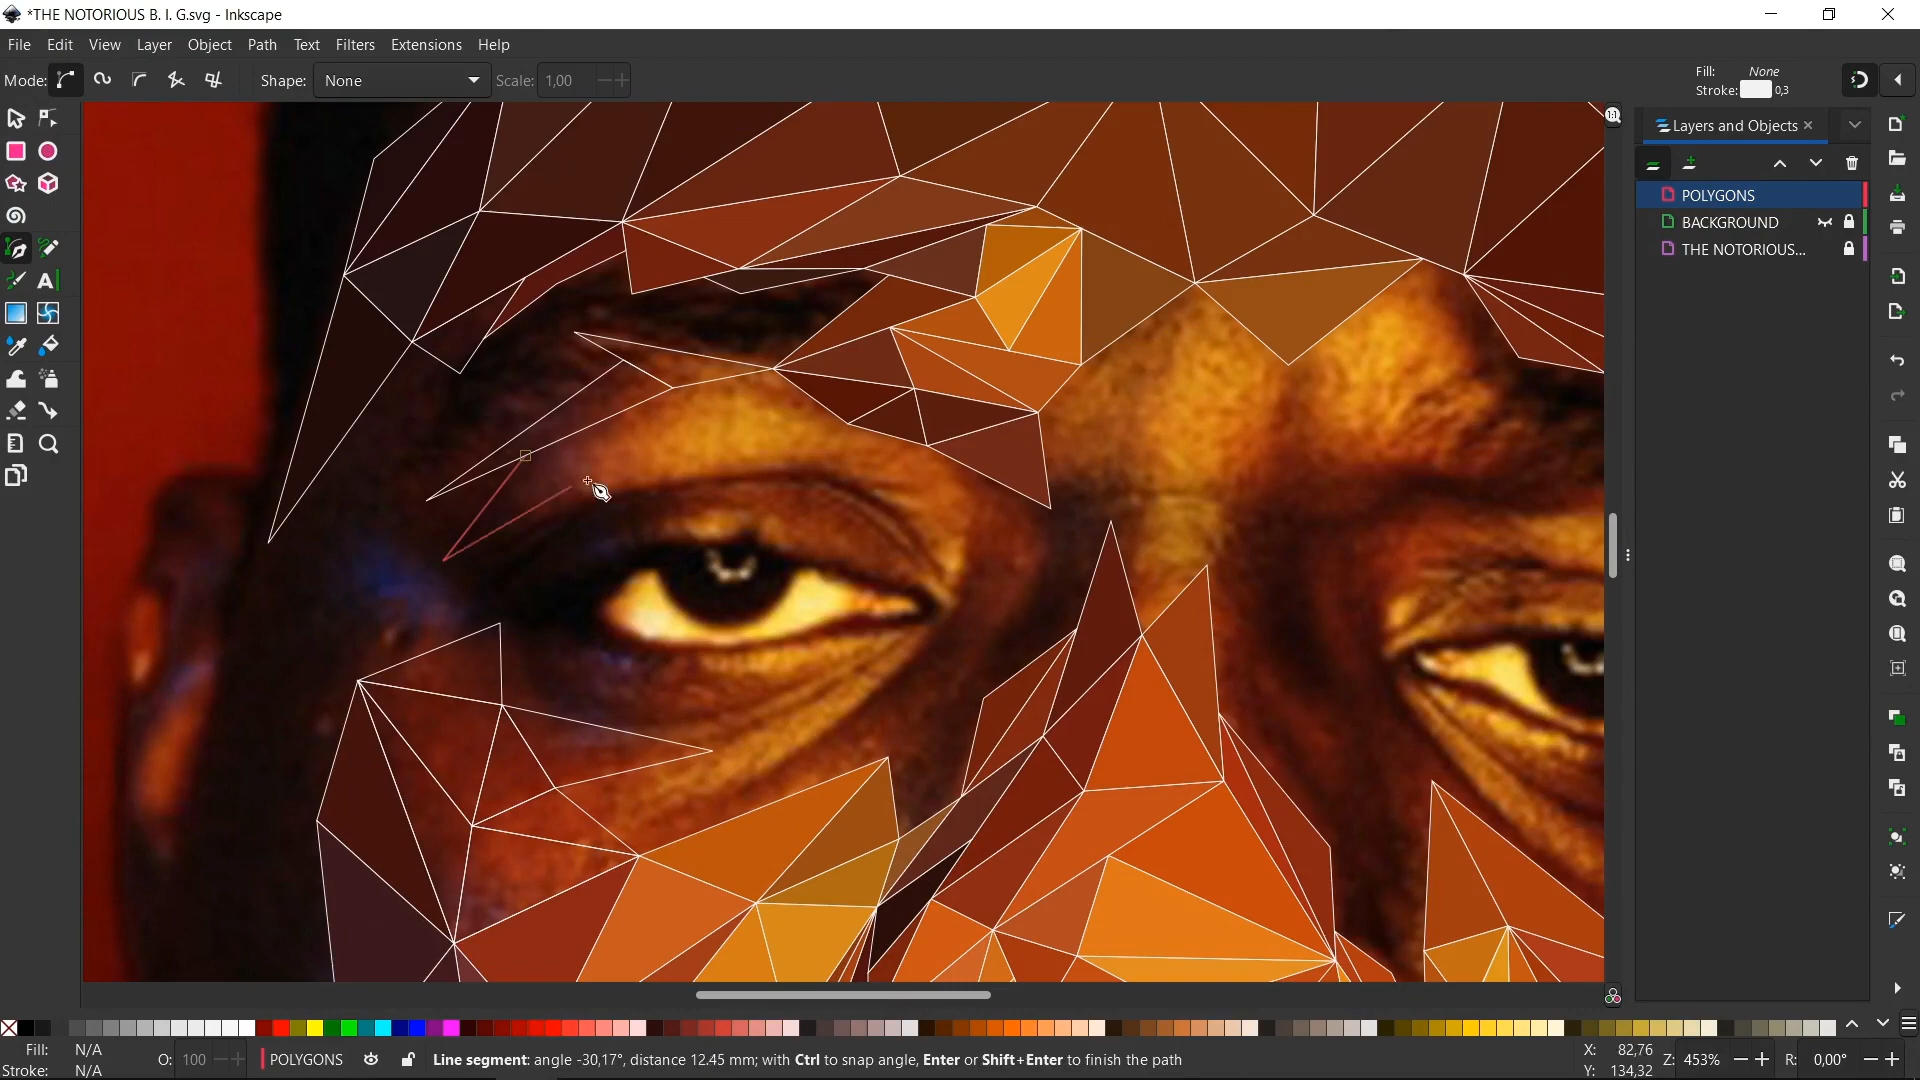 *THE NOTORIOUS B. I. G.svg - Inkscape
File Edit View Layer Object Path Text Filters Extensions Help
Mode: Shape: None Scale: 1,00
Fill: None
Stroke: 0,3
Layers and Objects
POLYGONS
BACKGROUND
THE NOTORIOUS...
Fill: N/A
Stroke: N/A
O: 100
POLYGONS
Line segment: angle -30,17°, distance 12.45 mm; with Ctrl to snap angle, Enter or Shift+Enter to finish the path
X: 82,76
Y: 134,32
Z: 453%
R: 0,00°